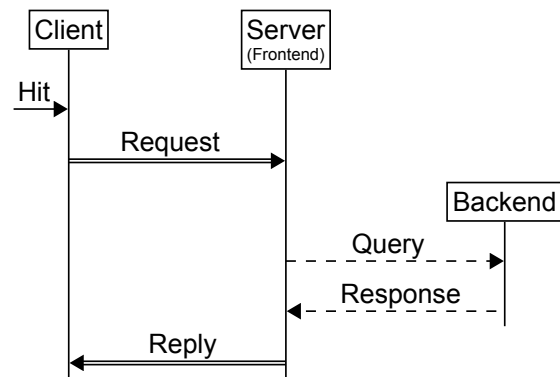 Client
Server
(Frontend)
Hit
Request
Backend
Query
Response
Reply